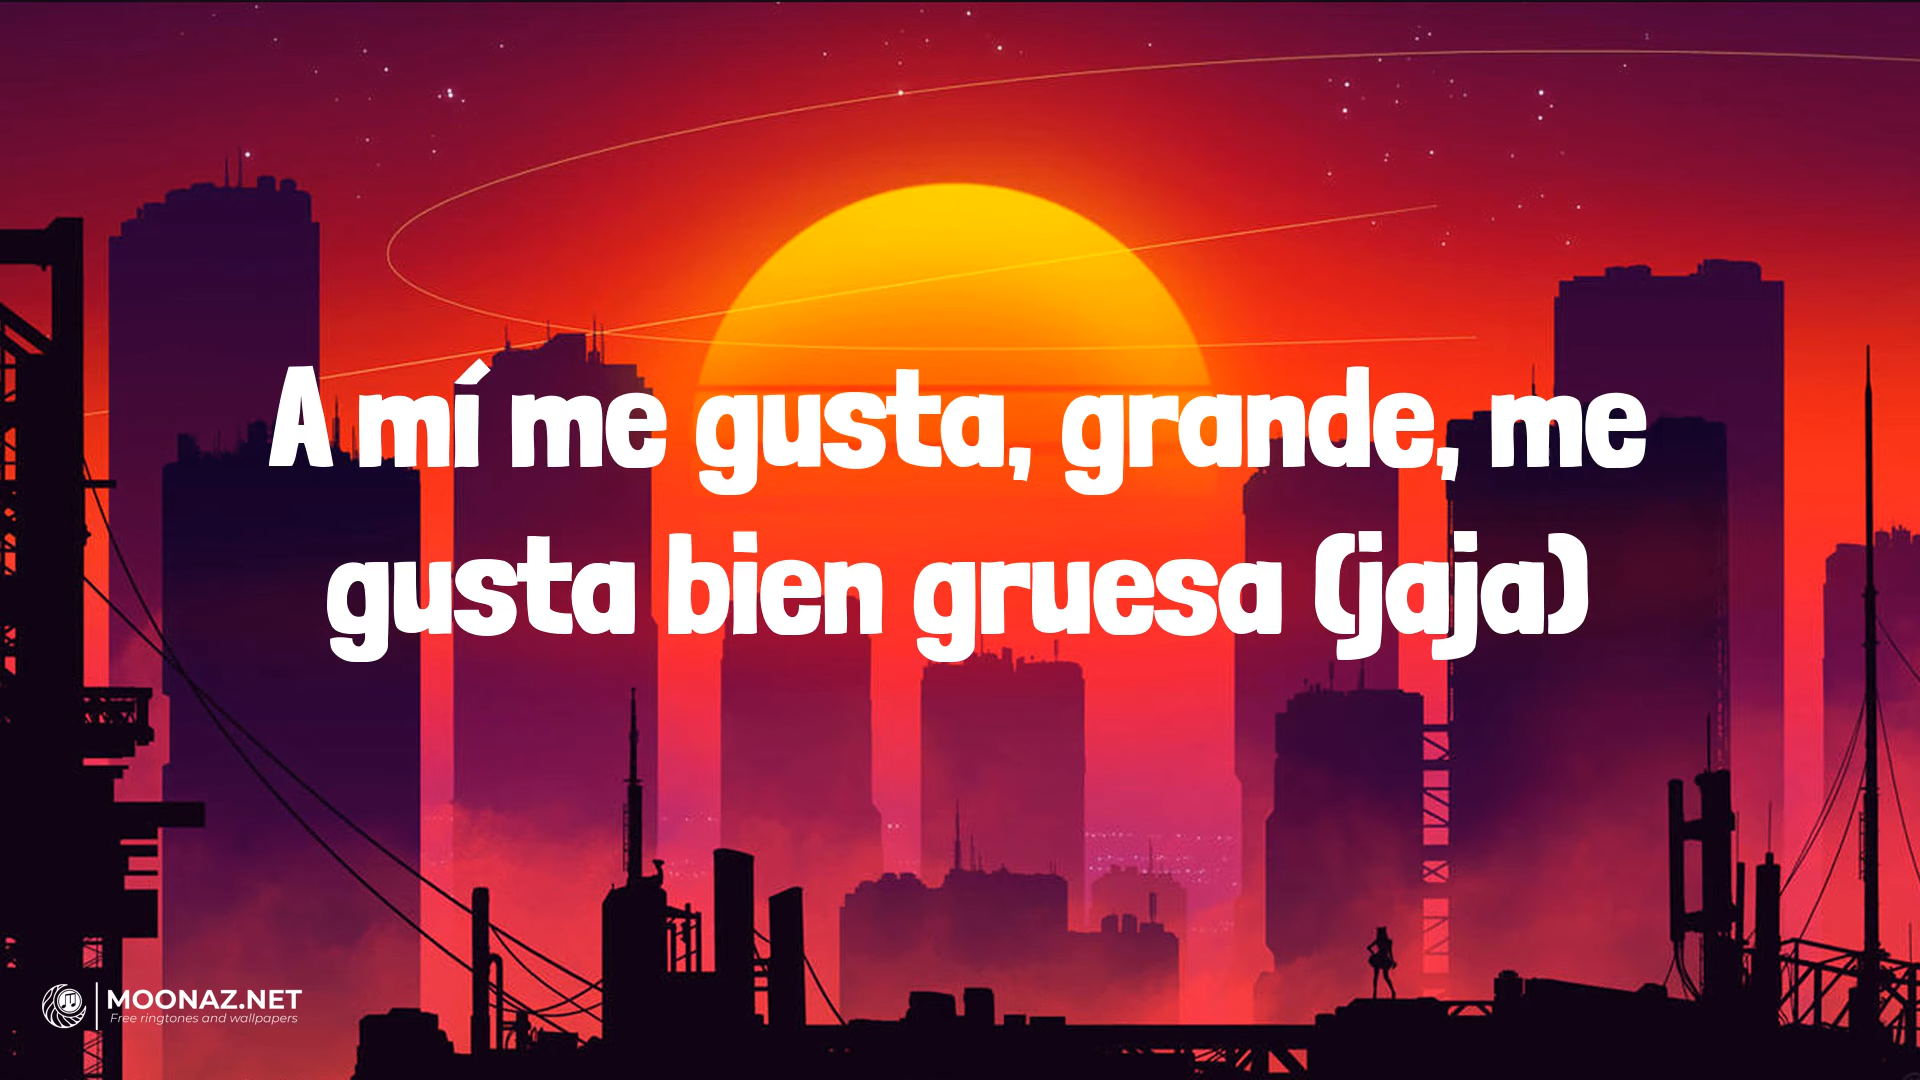 A mí me gusta, grande, me
gusta bien gruesa (jaja)
MOONAZ.NET
Free ringtones and wallpapers